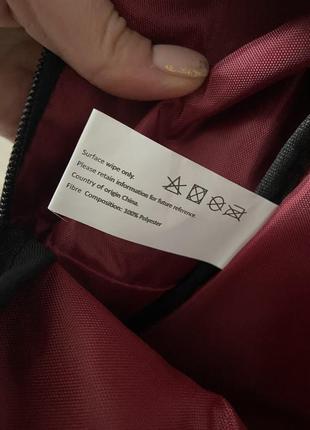 Surface wipe only.
Please retain information for future reference.
Country of origin China.
Fibre Composition: 100% Polyester